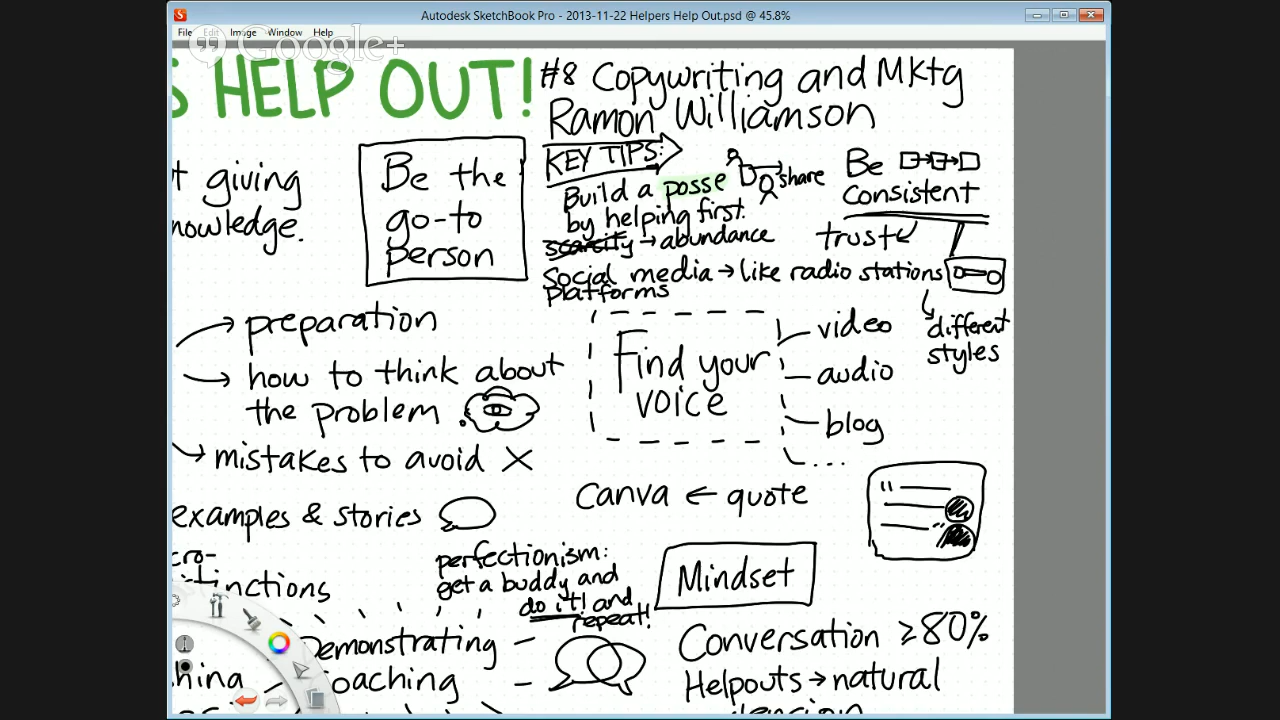 Autodesk SketchBook Pro - 2013-11-22 Helpers Help Out.psd @ 45.8%
File Edit Image Window Help
Google+
S HELP OUT!
#8 Copywriting and Mktg
Ramon Williamson
KEY TIPS:
Build a posse
by helping first.
scarcity → abundance
share
Be
consistent
trust
Social media → like radio stations
platforms
different
styles
t giving
nowledge.
Be the
go-to
person
→ preparation
→ how to think about
the problem
→ mistakes to avoid X
examples & stories
cro-
tinctions
Find your
voice
video
audio
blog
...
Canva ← quote
perfectionism:
get a buddy and
do it! and
repeat!
Mindset
Demonstrating
oaching
hing
Conversation ≥80%
Helpouts → natural